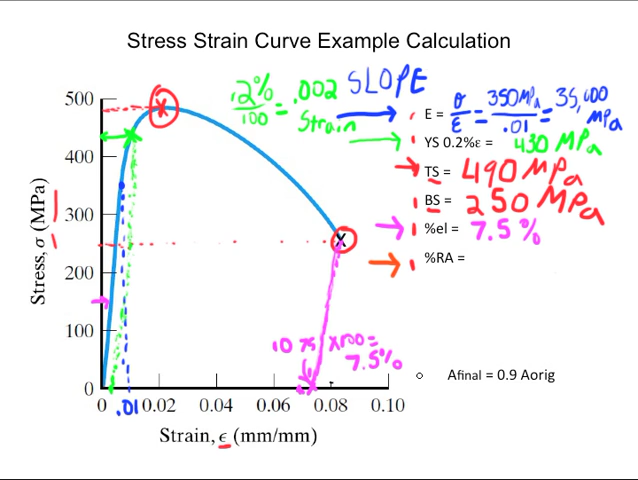 Stress Strain Curve Example Calculation
.2%/100 = .002 Strain
SLOPE
E = σ/ε = 350MPa/.01 = 35,000 MPa
YS 0.2%ε = 430 MPa
TS = 490 MPa
BS = 250 MPa
%el = 7.5%
%RA =
500
400
300
200
100
0
Stress, σ (MPa)
X
X
.075 x100 =
7.5%
Afinal = 0.9 Aorig
0 .01 0.02 0.04 0.06 0.08 0.10
Strain, ϵ (mm/mm)